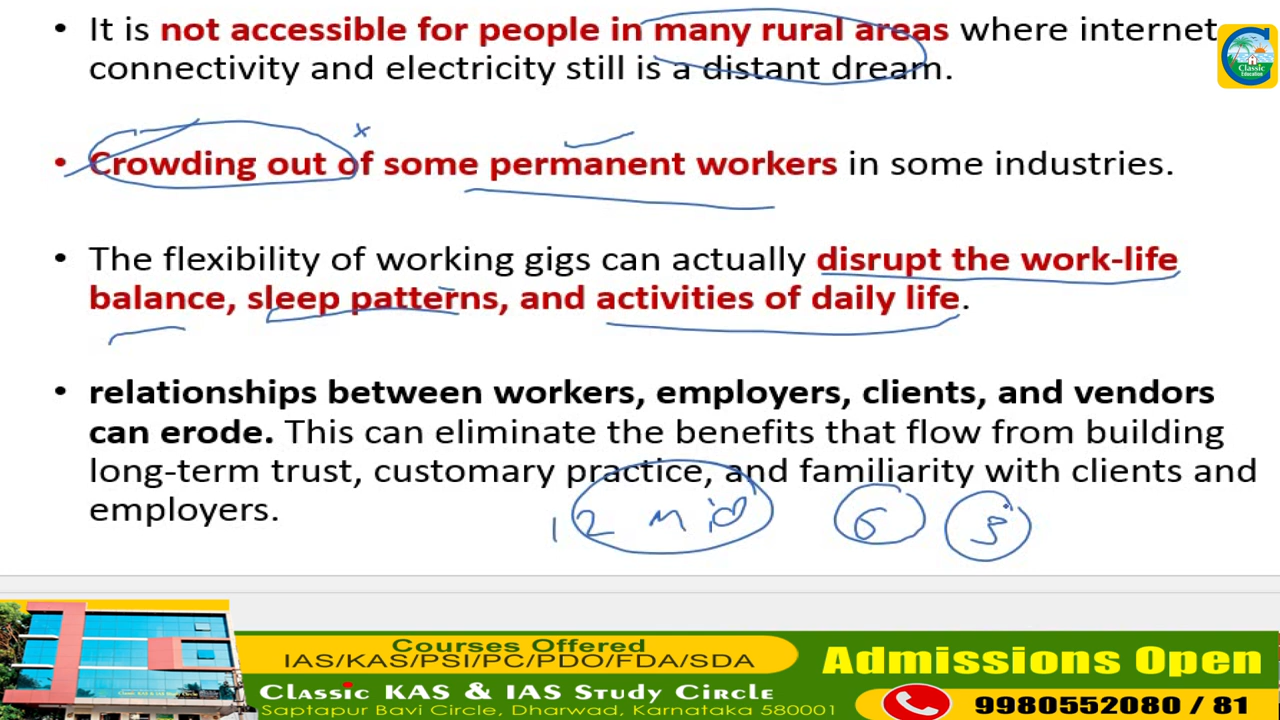 • It is not accessible for people in many rural areas where internet
connectivity and electricity still is a distant dream.
• Crowding out of some permanent workers in some industries.
• The flexibility of working gigs can actually disrupt the work-life
balance, sleep patterns, and activities of daily life.
• relationships between workers, employers, clients, and vendors
can erode. This can eliminate the benefits that flow from building
long-term trust, customary practice, and familiarity with clients and
employers.
12 mid 6
Classic
Education
Courses Offered
IAS/KAS/PSI/PC/PDO/FDA/SDA
Classic KAS & IAS Study Circle
Saptapur Bavi Circle, Dharwad, Karnataka 580001
Admissions Open
9980552080 / 81